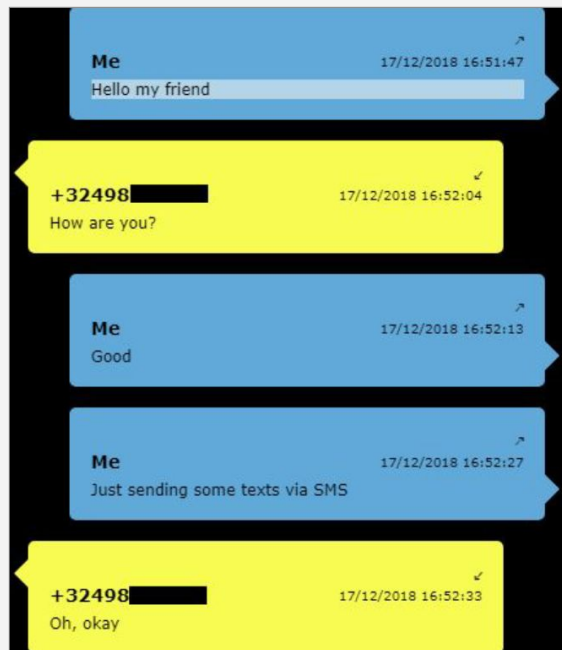 ↗
Me 17/12/2018 16:51:47
Hello my friend
↙
+32498 17/12/2018 16:52:04
How are you?
↗
Me 17/12/2018 16:52:13
Good
↗
Me 17/12/2018 16:52:27
Just sending some texts via SMS
↙
+32498 17/12/2018 16:52:33
Oh, okay